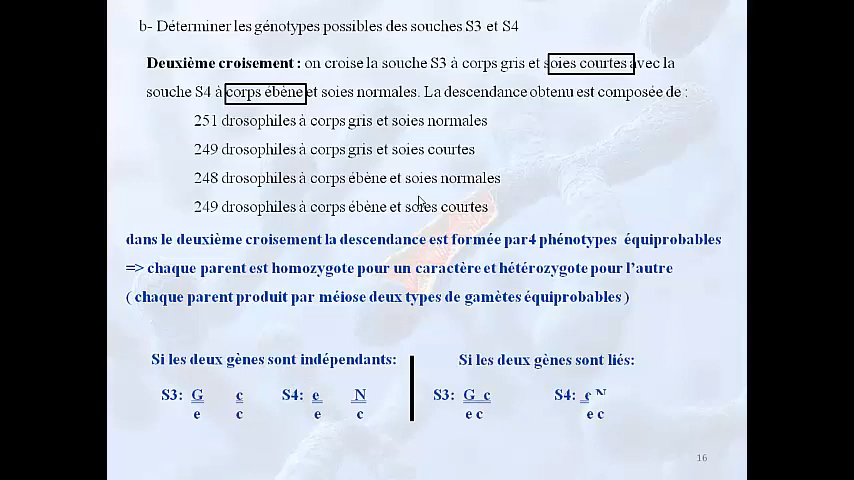 b- Déterminer les génotypes possibles des souches S3 et S4
Deuxième croisement : on croise la souche S3 à corps gris et soies courtes avec la
souche S4 à corps ébène et soies normales. La descendance obtenu est composée de :
251 drosophiles à corps gris et soies normales
249 drosophiles à corps gris et soies courtes
248 drosophiles à corps ébène et soies normales
249 drosophiles à corps ébène et soies courtes
dans le deuxième croisement la descendance est formée par4 phénotypes équiprobables
=> chaque parent est homozygote pour un caractère et hétérozygote pour l’autre
( chaque parent produit par méiose deux types de gamètes équiprobables )
Si les deux gènes sont indépendants:
S3: G c S4: e N
e c e c
Si les deux gènes sont liés:
S3: G c S4: e N
e c e c
16